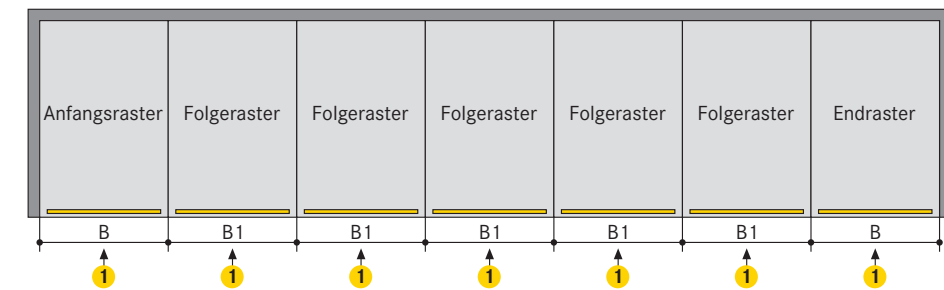 Anfangsraster Folgeraster Folgeraster Folgeraster Folgeraster Folgeraster Endraster
B B1 B1 B1 B1 B1 B
1 1 1 1 1 1 1